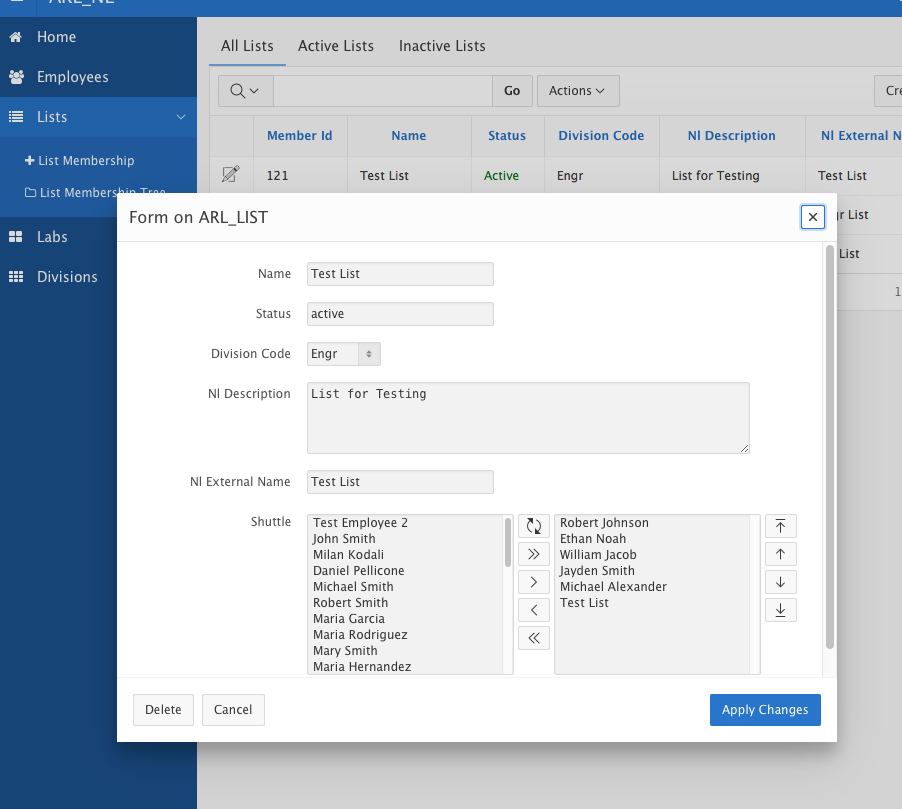 ARL_NL
Home
Employees
Lists
List Membership
List Membership Tree
Labs
Divisions
All Lists Active Lists Inactive Lists
Go Actions
Member Id Name Status Division Code Nl Description Nl External N
121 Test List Active Engr List for Testing Test List
List
List
1
Form on ARL_LIST
Name Test List
Status active
Division Code Engr
Nl Description List for Testing
Nl External Name Test List
Shuttle
Test Employee 2
John Smith
Milan Kodali
Daniel Pellicone
Michael Smith
Robert Smith
Maria Garcia
Maria Rodriguez
Mary Smith
Maria Hernandez
Robert Johnson
Ethan Noah
William Jacob
Jayden Smith
Michael Alexander
Test List
Delete Cancel Apply Changes